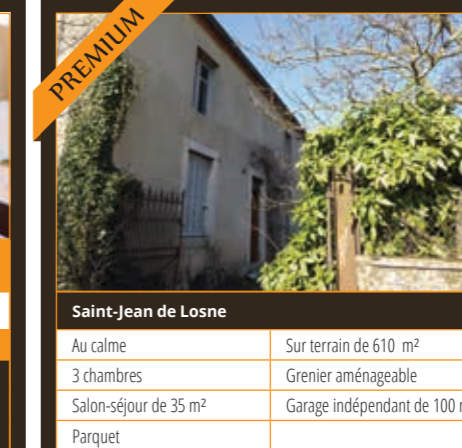 PREMIUM
Saint-Jean de Losne
Au calme
Sur terrain de 610 m²
3 chambres
Grenier aménageable
Salon-séjour de 35 m²
Garage indépendant de 100
Parquet